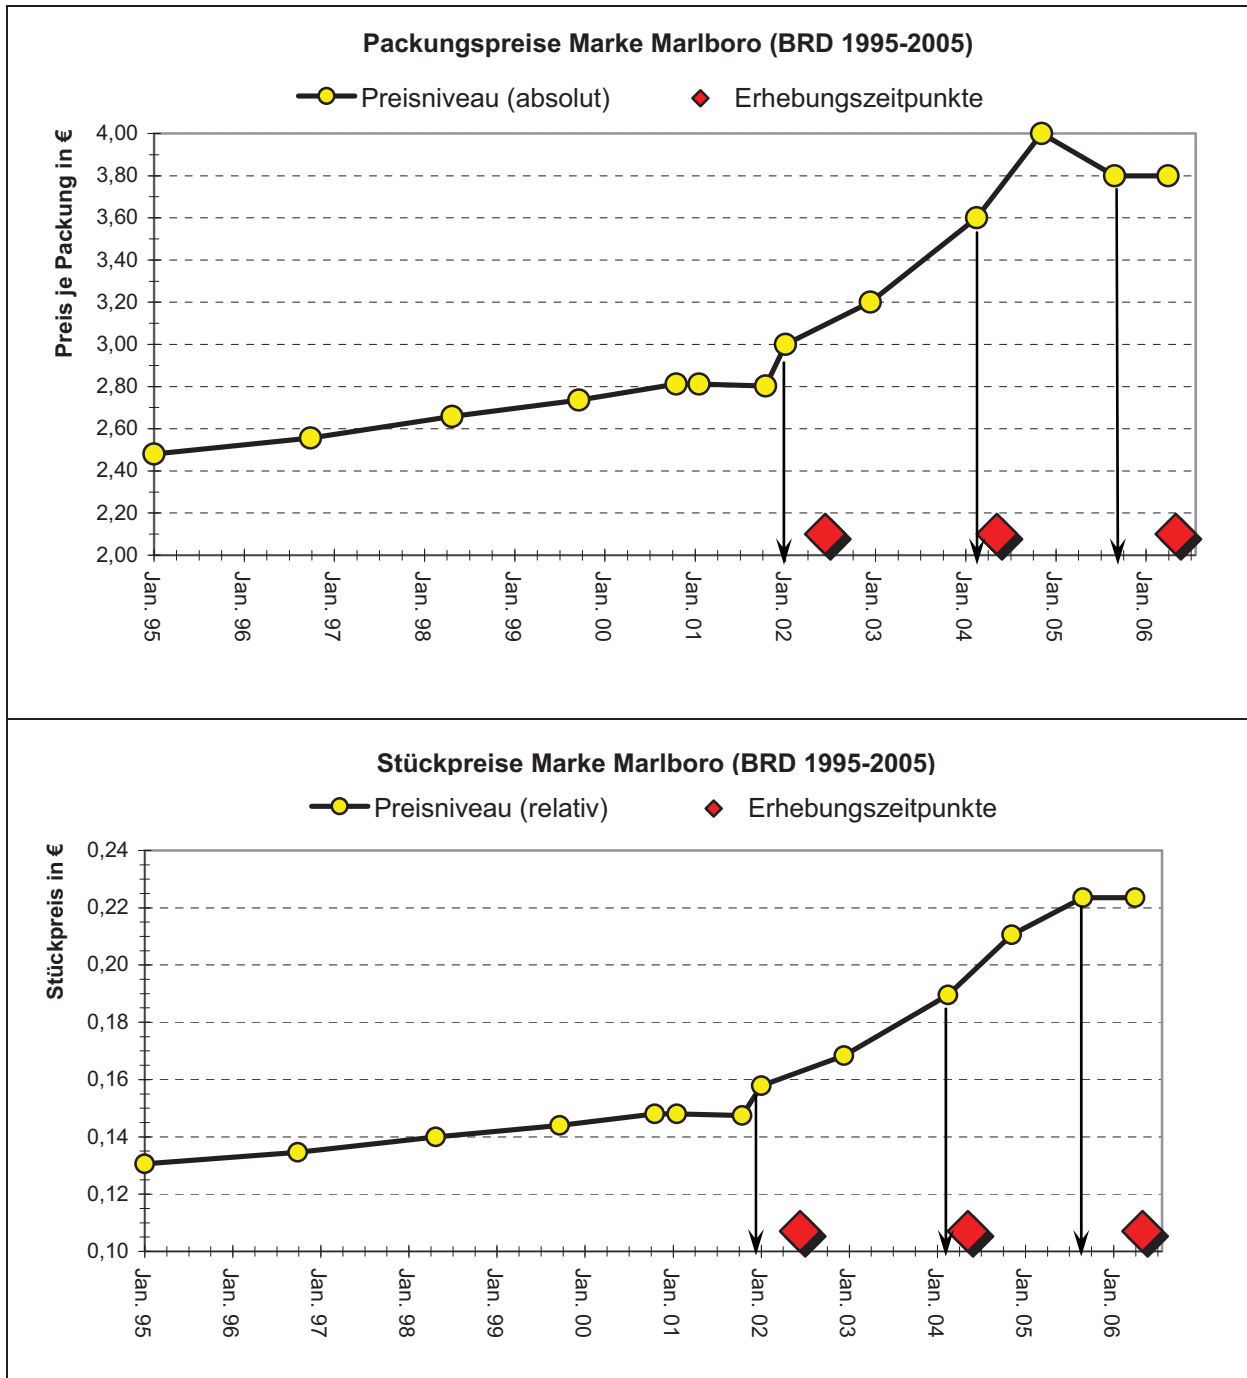 Packungspreise Marke Marlboro (BRD 1995-2005)
Preisniveau (absolut) Erhebungszeitpunkte
Preis je Packung in €
4,00
3,80
3,60
3,40
3,20
3,00
2,80
2,60
2,40
2,20
2,00
Jan. 95
Jan. 96
Jan. 97
Jan. 98
Jan. 99
Jan. 00
Jan. 01
Jan. 02
Jan. 03
Jan. 04
Jan. 05
Jan. 06
Stückpreise Marke Marlboro (BRD 1995-2005)
Preisniveau (relativ) Erhebungszeitpunkte
Stückpreis in €
0,24
0,22
0,20
0,18
0,16
0,14
0,12
0,10
Jan. 95
Jan. 96
Jan. 97
Jan. 98
Jan. 99
Jan. 00
Jan. 01
Jan. 02
Jan. 03
Jan. 04
Jan. 05
Jan. 06